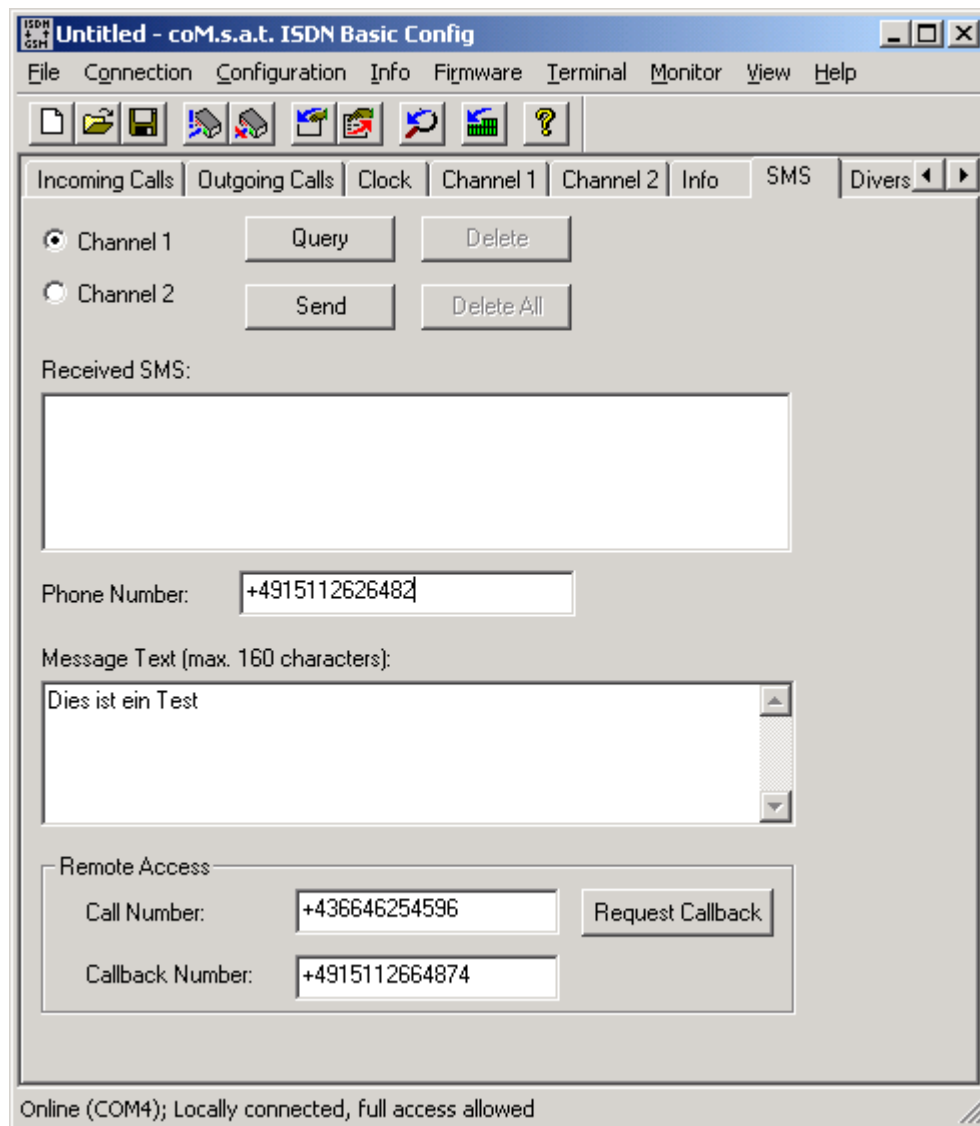 ISDN GSM Untitled - coM.s.a.t. ISDN Basic Config
File Connection Configuration Info Firmware Terminal Monitor View Help
Incoming Calls Outgoing Calls Clock Channel 1 Channel 2 Info SMS Divers
Channel 1 Query Delete
Channel 2 Send Delete All
Received SMS:
Phone Number: +4915112626482
Message Text (max. 160 characters):
Dies ist ein Test
Remote Access
Call Number: +436646254596 Request Callback
Callback Number: +4915112664874
Online (COM4); Locally connected, full access allowed